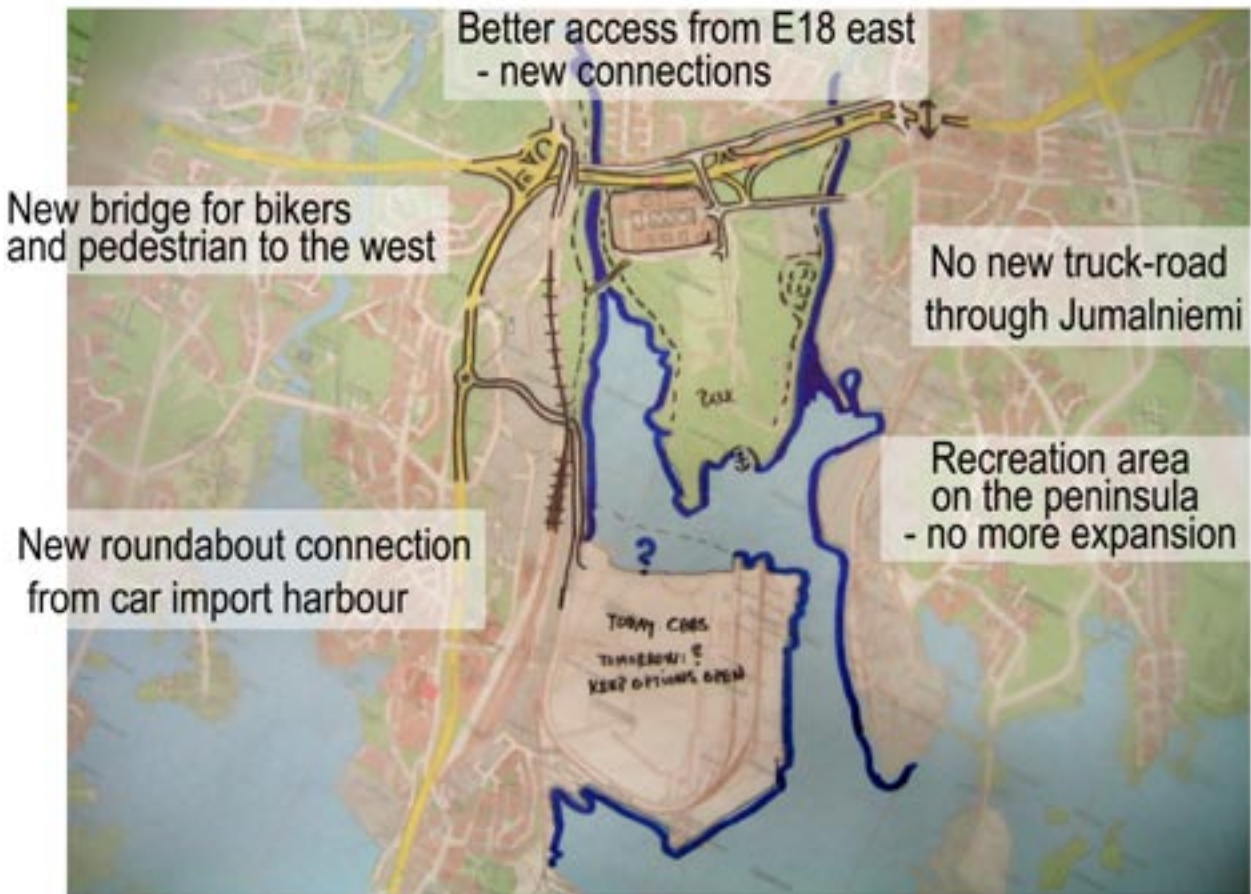 Better access from E18 east
- new connections
New bridge for bikers
and pedestrian to the west
No new truck-road
through Jumalniemi
Recreation area
on the peninsula
- no more expansion
New roundabout connection
from car import harbour
?
TODAY: CARS
TOMORROW: ?
KEEP OPTIONS OPEN